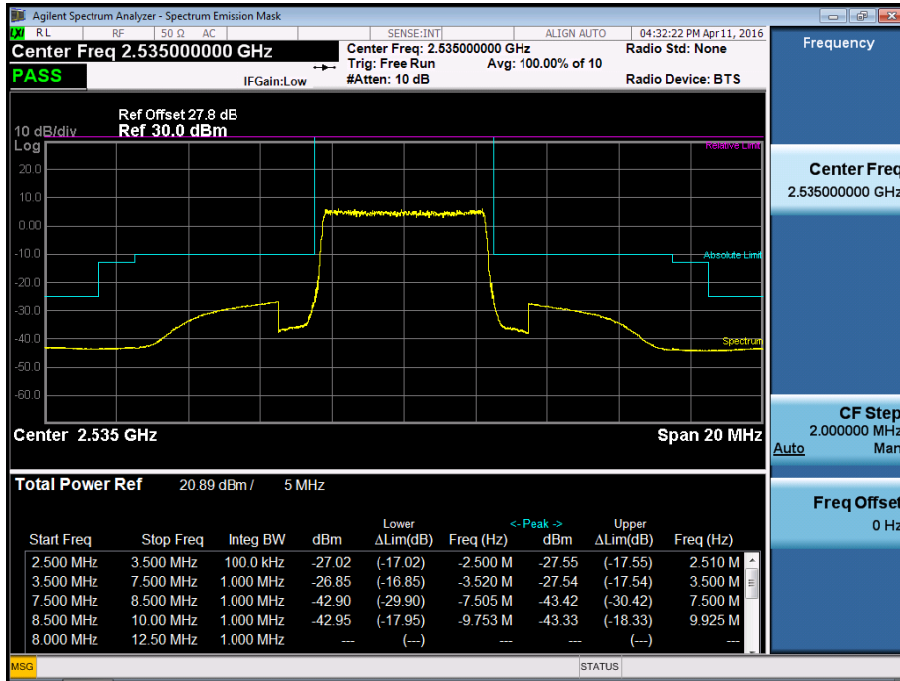 Agilent Spectrum Analyzer - Spectrum Emission Mask
LXI RL RF 50 Ω AC SENSE:INT ALIGN AUTO 04:32:22 PM Apr 11, 2016
Center Freq 2.535000000 GHz
Center Freq: 2.535000000 GHz Radio Std: None
Trig: Free Run Avg: 100.00% of 10
PASS
IFGain:Low #Atten: 10 dB Radio Device: BTS
Ref Offset 27.8 dB
10 dB/div Ref 30.0 dBm
Log
Relative Limit
20.0
10.0
0.00
-10.0
Absolute Limit
-20.0
-30.0
-40.0
Spectrum
-50.0
-60.0
Center 2.535 GHz Span 20 MHz
Total Power Ref 20.89 dBm / 5 MHz
Lower <- Peak -> Upper
Start Freq Stop Freq Integ BW dBm ΔLim(dB) Freq (Hz) dBm ΔLim(dB) Freq (Hz)
2.500 MHz 3.500 MHz 100.0 kHz -27.02 (-17.02) -2.500 M -27.55 (-17.55) 2.510 M
3.500 MHz 7.500 MHz 1.000 MHz -26.85 (-16.85) -3.520 M -27.54 (-17.54) 3.500 M
7.500 MHz 8.500 MHz 1.000 MHz -42.90 (-29.90) -7.505 M -43.42 (-30.42) 7.500 M
8.500 MHz 10.00 MHz 1.000 MHz -42.95 (-17.95) -9.753 M -43.33 (-18.33) 9.925 M
8.000 MHz 12.50 MHz 1.000 MHz --- (---) --- --- (---) ---
MSG STATUS
Frequency
Center Freq
2.535000000 GHz
CF Step
2.000000 MHz
Auto Man
Freq Offset
0 Hz